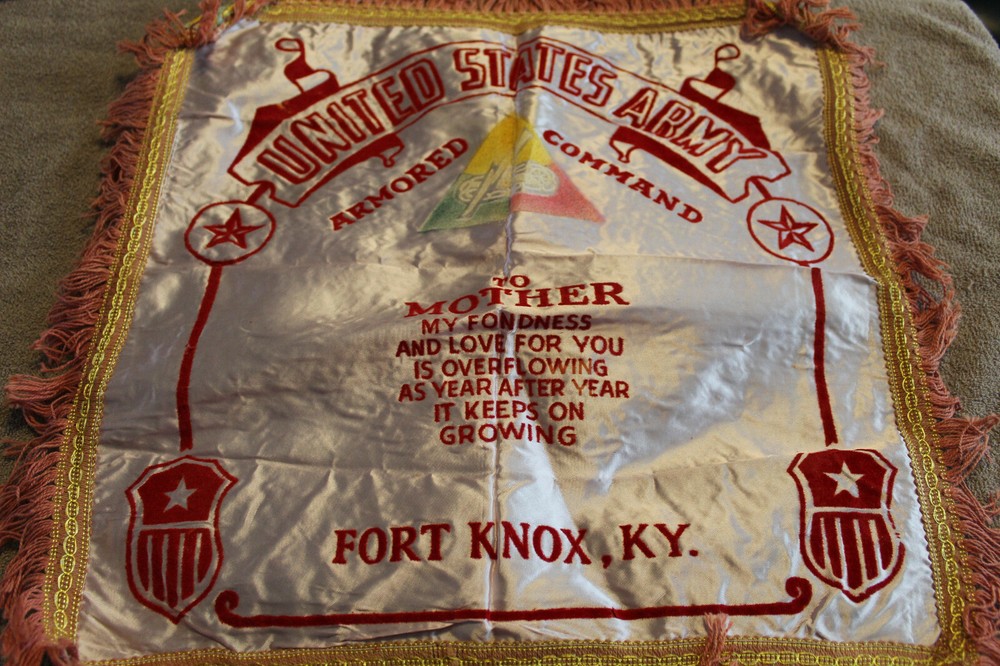 UNITED STATES ARMY
ARMORED COMMAND
TO
MOTHER
MY FONDNESS
AND LOVE FOR YOU
IS OVERFLOWING
AS YEAR AFTER YEAR
IT KEEPS ON
GROWING
FORT KNOX, KY.